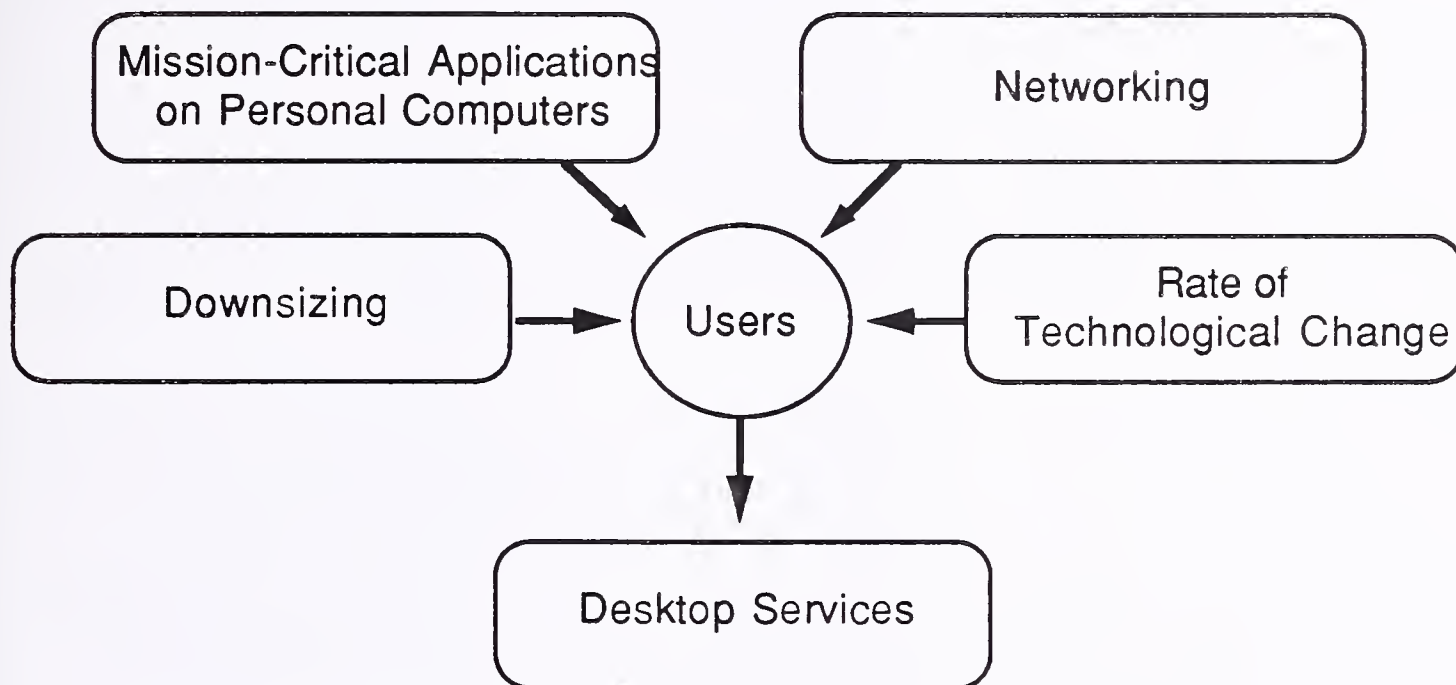 Mission-Critical Applications
on Personal Computers
Networking
Downsizing
Users
Rate of
Technological Change
Desktop Services